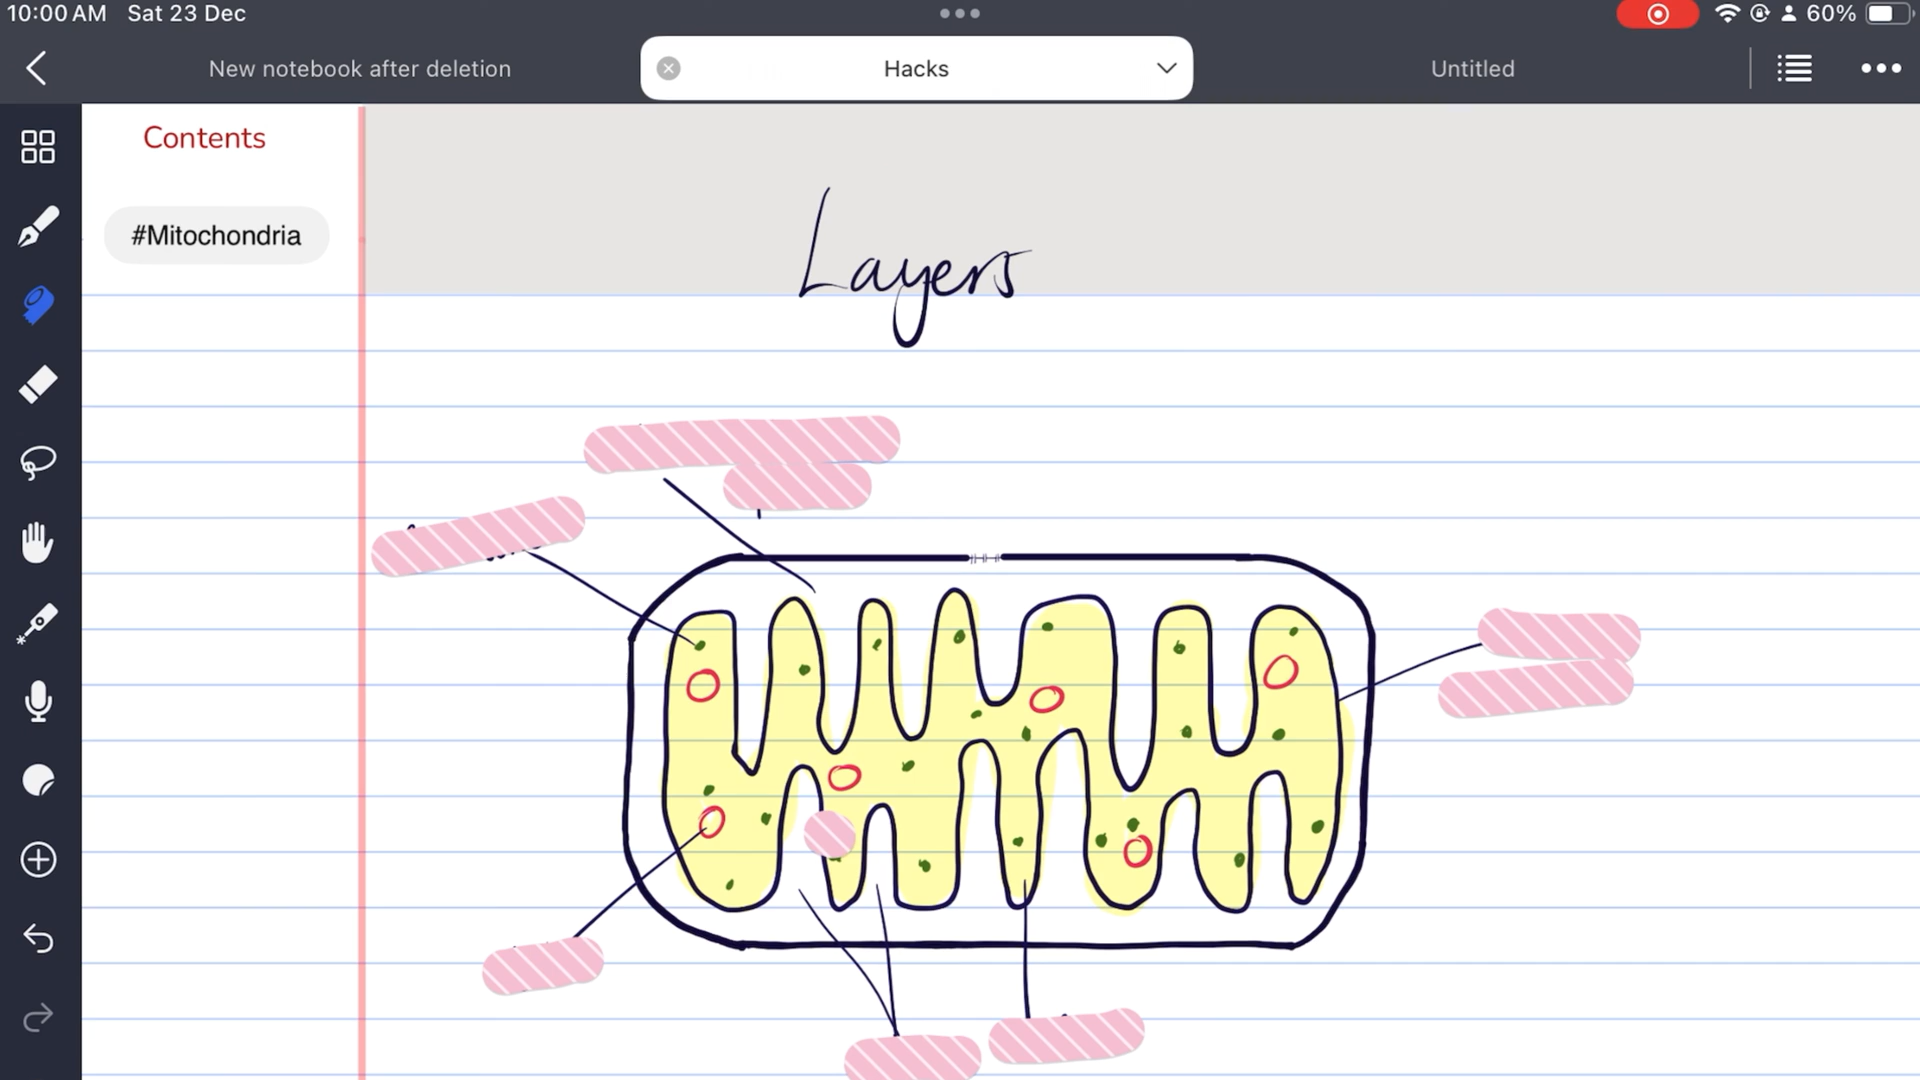 10:00 AM Sat 23 Dec
60%
New notebook after deletion
Hacks
Untitled
Contents
#Mitochondria
Layers